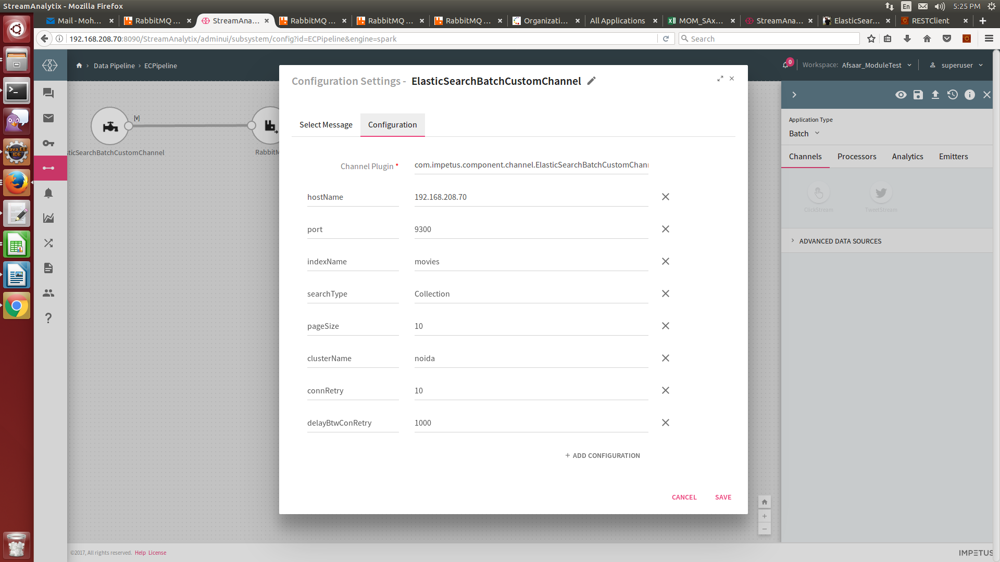 StreamAnalytix - Mozilla Firefox
En
5:25 PM
Mail - Moh...
RabbitMQ ...
StreamAna...
RabbitMQ ...
RabbitMQ ...
RabbitMQ ...
Organizati...
All Applications
MOM_SAx...
StreamAna...
ElasticSear...
RESTClient
192.168.208.70:8090/StreamAnalytix/adminui/subsystem/config?id=ECPipeline&engine=spark
Search
Data Pipeline
ECPipeline
0
Workspace: Afsaar_ModuleTest
superuser
Configuration Settings - ElasticSearchBatchCustomChannel
Select Message
Configuration
Channel Plugin *
com.impetus.component.channel.ElasticSearchBatchCustomChann
hostName
192.168.208.70
port
9300
indexName
movies
searchType
Collection
pageSize
10
clusterName
noida
connRetry
10
delayBtwConRetry
1000
+ ADD CONFIGURATION
CANCEL
SAVE
[v]
sticSearchBatchCustomChannel
RabbitM
Application Type
Batch
Channels
Processors
Analytics
Emitters
ClickStream
TweetStream
ADVANCED DATA SOURCES
Java EE
IDE
©2017, All rights reserved. Help License
IMPETUS